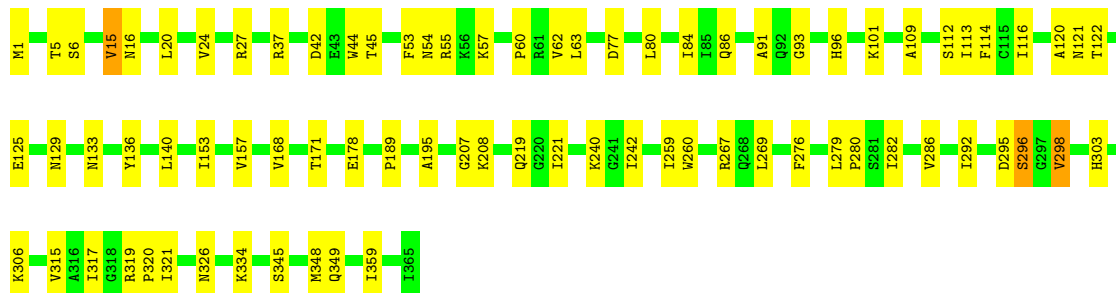 M1 T5 S6 V15 N16 L20 V24 R27 R37 D42 E43 W44 T45 F53 N54 R55 K56 K57 P60 R61 V62 L63 D77 L80 I84 I85 Q86 A91 Q92 G93 H96 K101 A109 S112 I113 F114 C115 I116 A120 N121 T122
E125 N129 N133 Y136 L140 I153 V157 V168 T171 E178 P189 A195 G207 K208 Q219 G220 I221 K240 G241 I242 I259 W260 R267 Q268 L269 F276 L279 P280 S281 I282 V286 I292 D295 S296 G297 V298 H303
K306 V315 A316 I317 G318 R319 P320 I321 N326 K334 S345 M348 Q349 I359 I365